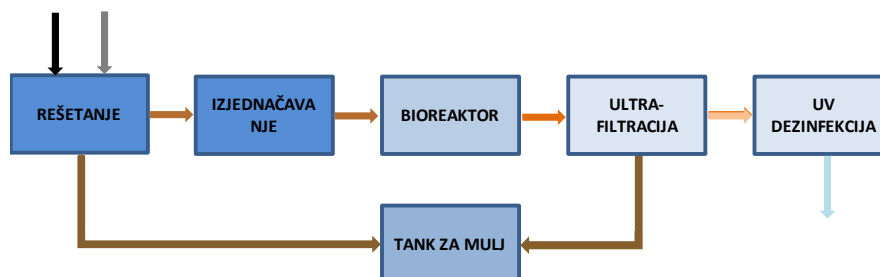 REŠETANJE
IZJEDNAČAVA
NJE
BIOREAKTOR
ULTRA-
FILTRACIJA
UV
DEZINFEKCIJA
TANK ZA MULJ